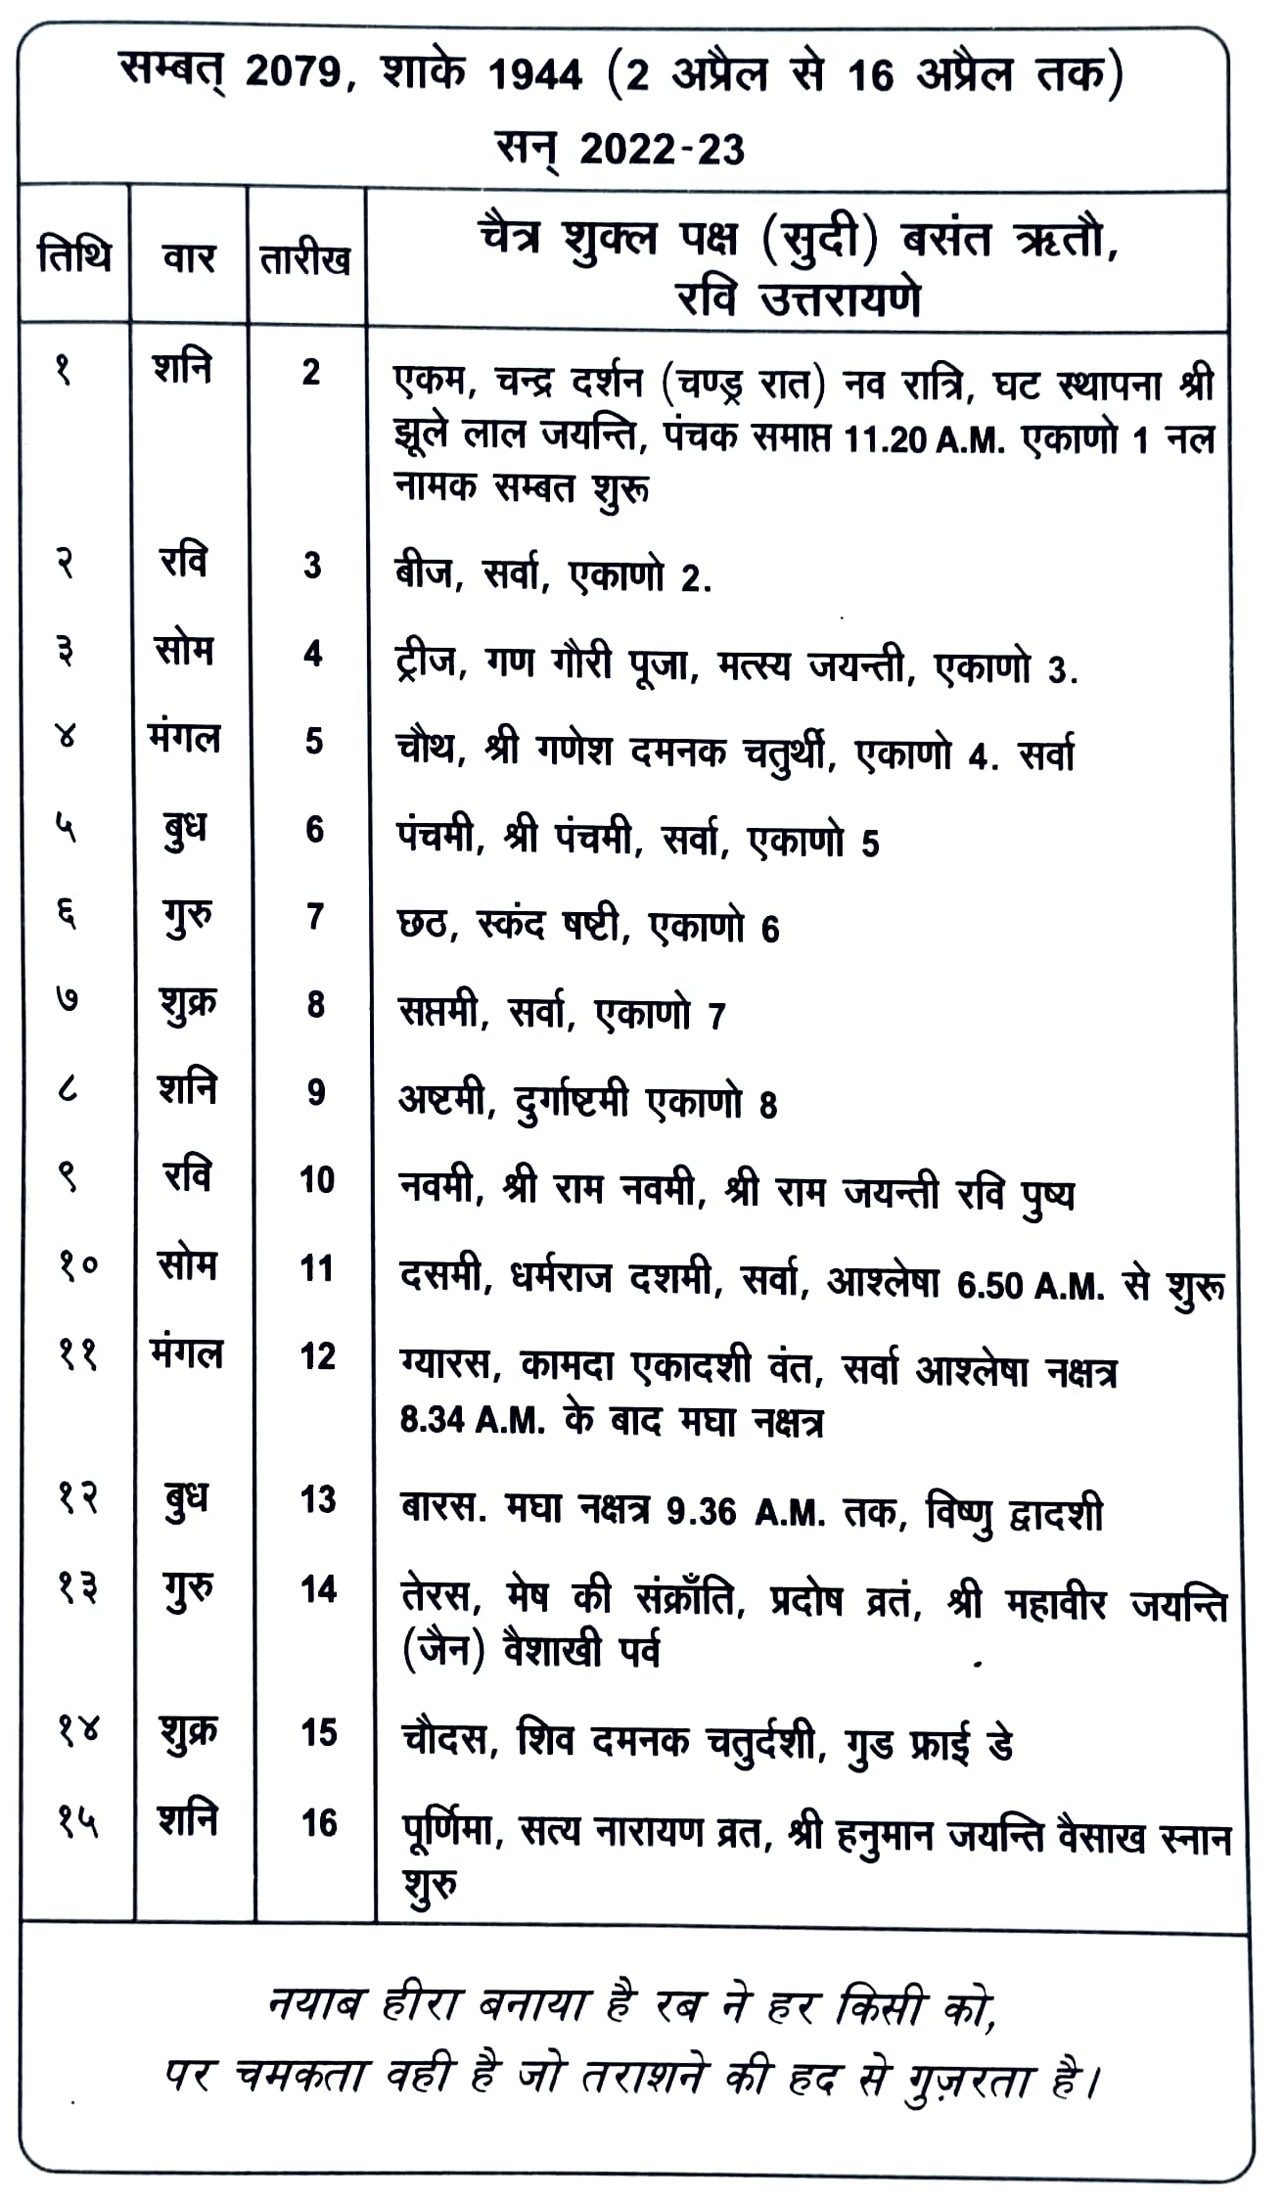 सम्बत् 2079, शाके 1944 (2 अप्रैल से 16 अप्रैल तक)
सन् 2022-23
तिथि वार तारीख चैत्र शुक्ल पक्ष (सुदी) बसंत ऋतौ,
रवि उत्तरायणे
१ शनि 2 एकम, चन्द्र दर्शन (चण्ड्र रात) नव रात्रि, घट स्थापना श्री
झूले लाल जयन्ति, पंचक समाप्त 11.20 A.M. एकाणो 1 नल
नामक सम्बत शुरू
२ रवि 3 बीज, सर्वा, एकाणो 2.
३ सोम 4 ट्रीज, गण गौरी पूजा, मत्स्य जयन्ती, एकाणो 3.
४ मंगल 5 चौथ, श्री गणेश दमनक चतुर्थी, एकाणो 4. सर्वा
५ बुध 6 पंचमी, श्री पंचमी, सर्वा, एकाणो 5
६ गुरु 7 छठ, स्कंद षष्टी, एकाणो 6
७ शुक्र 8 सप्तमी, सर्वा, एकाणो 7
८ शनि 9 अष्टमी, दुर्गाष्टमी एकाणो 8
९ रवि 10 नवमी, श्री राम नवमी, श्री राम जयन्ती रवि पुष्य
१० सोम 11 दसमी, धर्मराज दशमी, सर्वा, आश्लेषा 6.50 A.M. से शुरू
११ मंगल 12 ग्यारस, कामदा एकादशी वंत, सर्वा आश्लेषा नक्षत्र
8.34 A.M. के बाद मघा नक्षत्र
१२ बुध 13 बारस. मघा नक्षत्र 9.36 A.M. तक, विष्णु द्वादशी
१३ गुरु 14 तेरस, मेष की संक्राँति, प्रदोष व्रतं, श्री महावीर जयन्ति
(जैन) वैशाखी पर्व
१४ शुक्र 15 चौदस, शिव दमनक चतुर्दशी, गुड फ्राई डे
१५ शनि 16 पूर्णिमा, सत्य नारायण व्रत, श्री हनुमान जयन्ति वैसाख स्नान
शुरु
नयाब हीरा बनाया है रब ने हर किसी को,
पर चमकता वही है जो तराशने की हद से गुज़रता है।